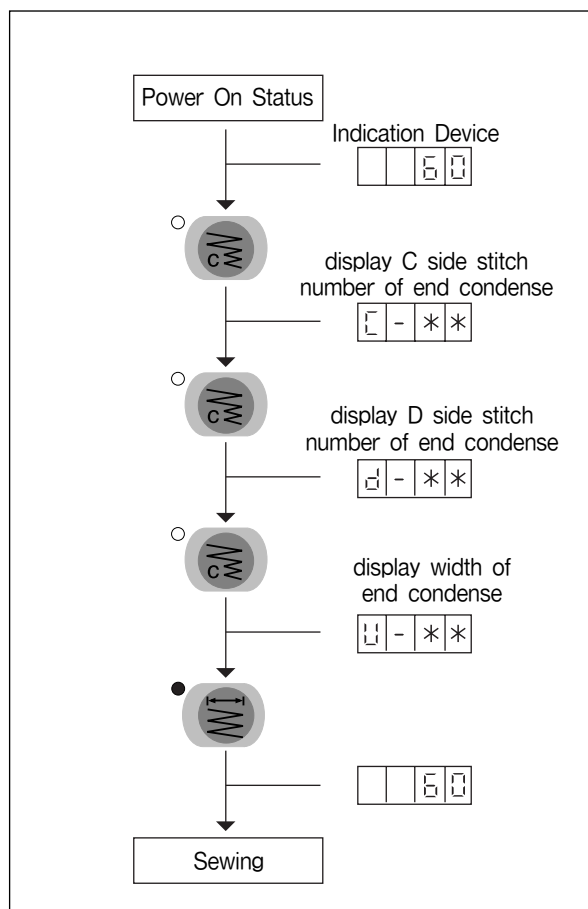 Power On Status
Indication Device
60
C
display C side stitch
number of end condense
C - * *
C
display D side stitch
number of end condense
d - * *
C
display width of
end condense
U - * *
60
Sewing